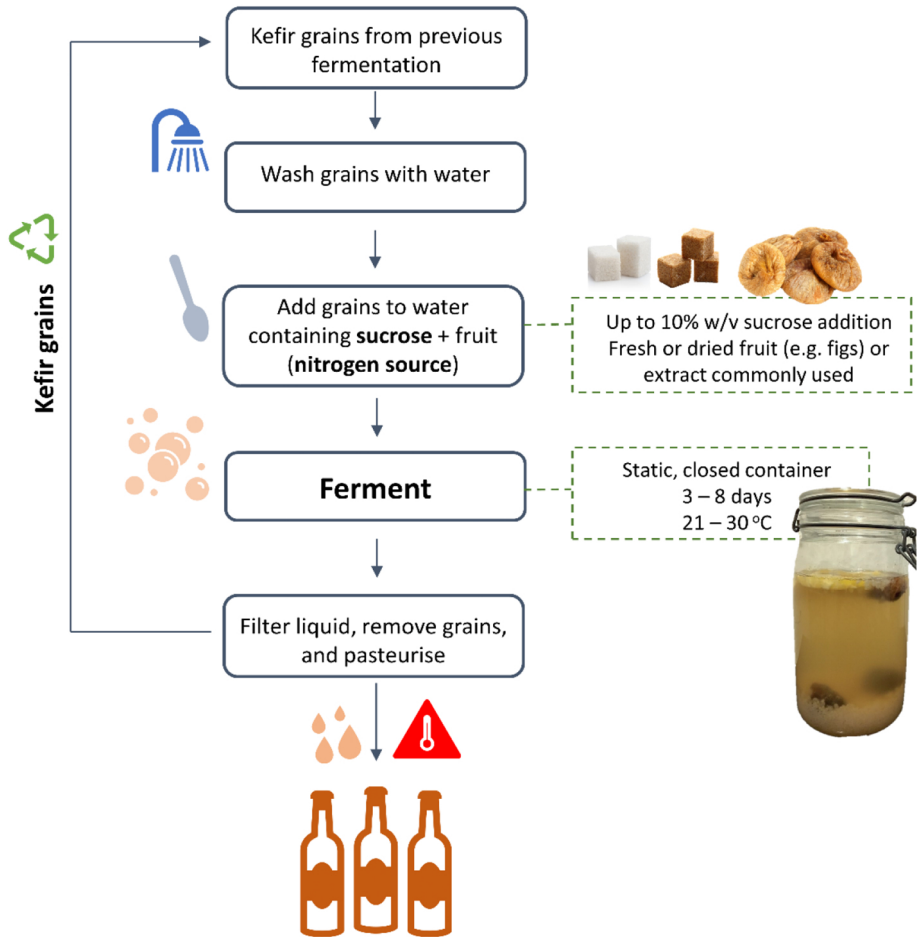 Kefir grains from previous
fermentation
Wash grains with water
Kefir grains
Add grains to water
containing sucrose + fruit
(nitrogen source)
Up to 10% w/v sucrose addition
Fresh or dried fruit (e.g. figs) or
extract commonly used
Ferment
Static, closed container
3 – 8 days
21 – 30 °C
Filter liquid, remove grains,
and pasteurise